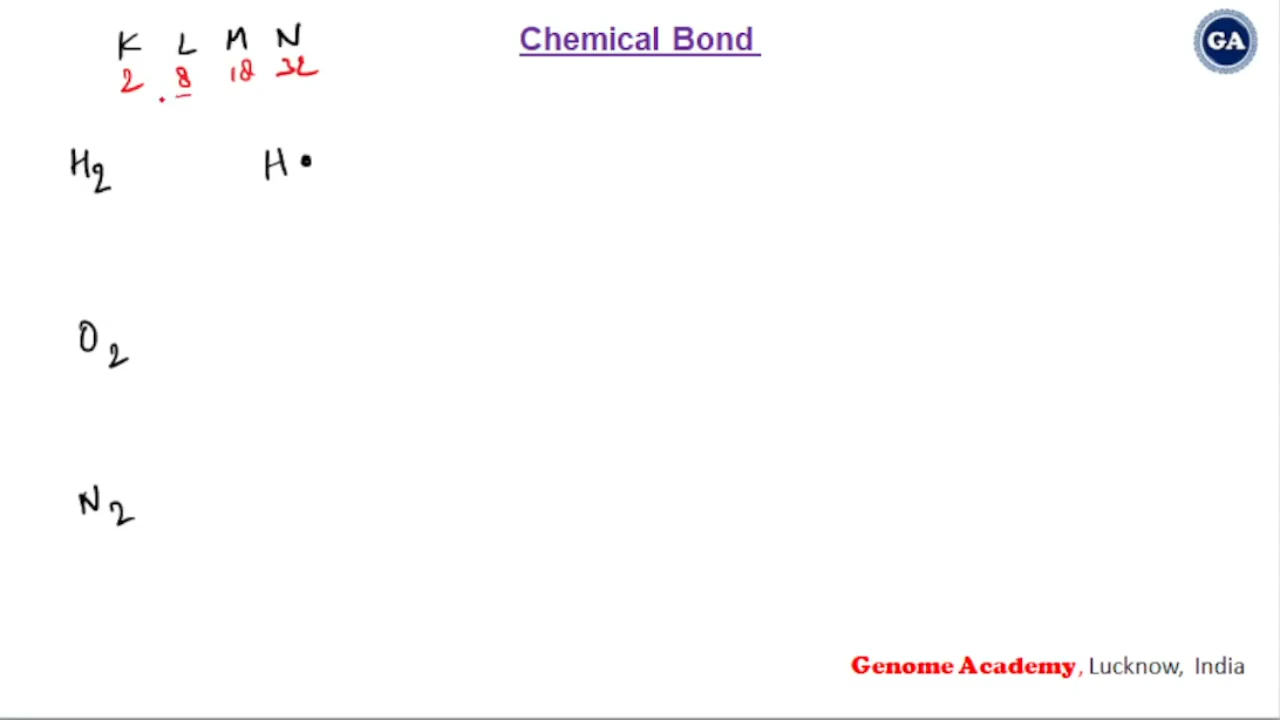 K L M N
2 8 18 32
Chemical Bond
GA
H2 H •
O2
N2
Genome Academy, Lucknow, India